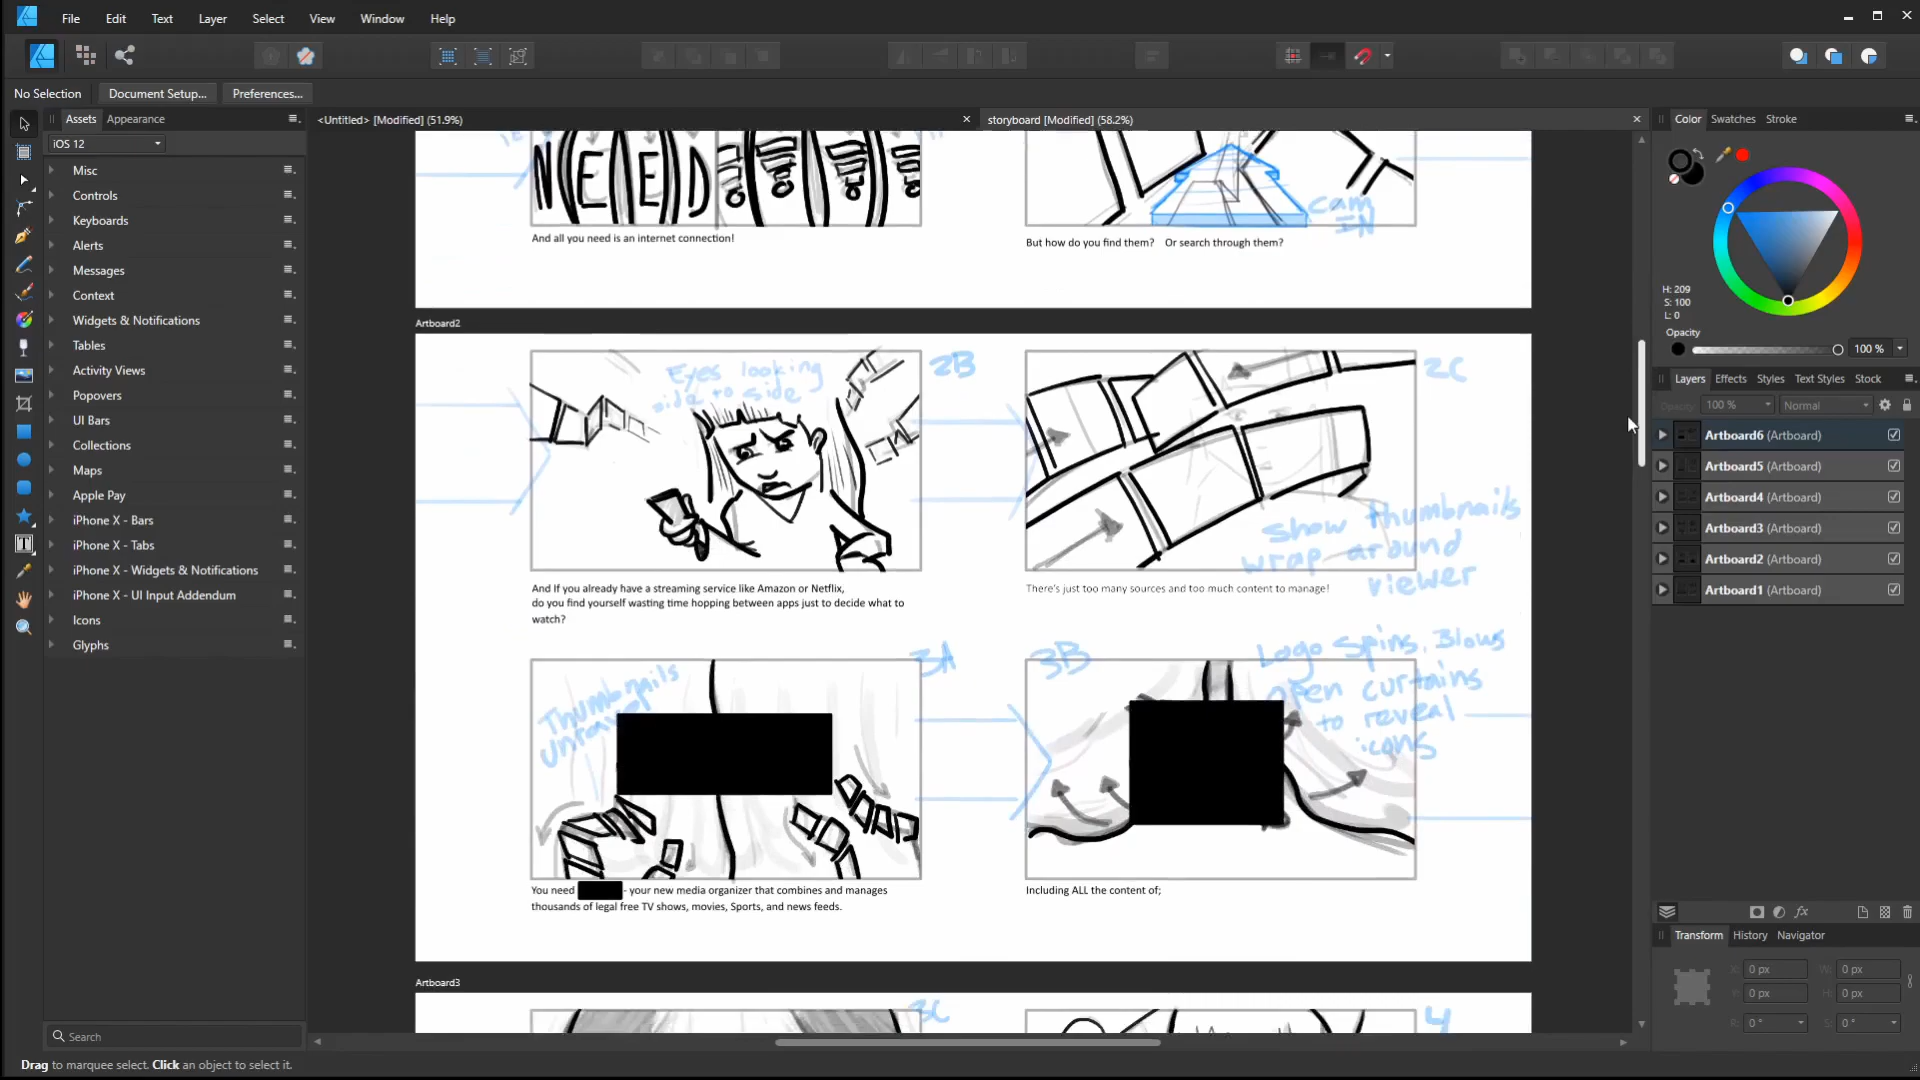 File Edit Text Layer Select View Window Help
No Selection Document Setup... Preferences...
Assets Appearance
iOS 12
Misc
Controls
Keyboards
Alerts
Messages
Context
Widgets & Notifications
Tables
Activity Views
Popovers
UI Bars
Collections
Maps
Apple Pay
iPhone X - Bars
iPhone X - Tabs
iPhone X - Widgets & Notifications
iPhone X - UI Input Addendum
Icons
Glyphs
Search
<Untitled> [Modified] (51.9%)
storyboard [Modified] (58.2%)
NEED
And all you need is an internet connection!
cam
IN
But how do you find them? Or search through them?
Artboard2
Eyes looking
side to side
2B
And If you already have a streaming service like Amazon or Netflix,
do you find yourself wasting time hopping between apps just to decide what to
watch?
2C
show thumbnails
wrap around
viewer
There's just too many sources and too much content to manage!
3A
Thumbnails
unravel
You need - your new media organizer that combines and manages
thousands of legal free TV shows, movies, Sports, and news feeds.
3B
Logo Spins, Blows
open curtains
to reveal
icons
Including ALL the content of;
Artboard3
3C
4
Color Swatches Stroke
H: 209
S: 100
L: 0
Opacity
100 %
Layers Effects Styles Text Styles Stock
Opacity: 100 % Normal
Artboard6 (Artboard)
Artboard5 (Artboard)
Artboard4 (Artboard)
Artboard3 (Artboard)
Artboard2 (Artboard)
Artboard1 (Artboard)
fx
Transform History Navigator
X: 0 px W: 0 px
Y: 0 px H: 0 px
R: 0 ° S: 0 °
Drag to marquee select. Click an object to select it.